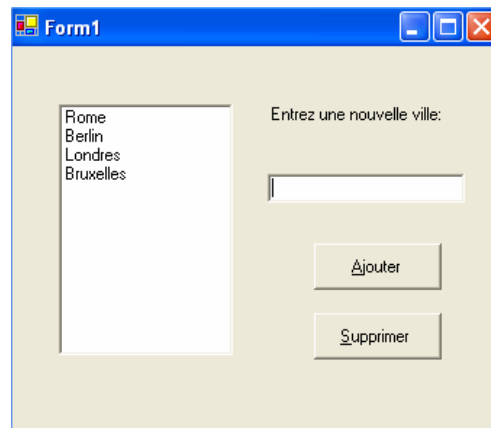 Form1
Rome
Berlin
Londres
Bruxelles
Entrez une nouvelle ville:
Ajouter
Supprimer